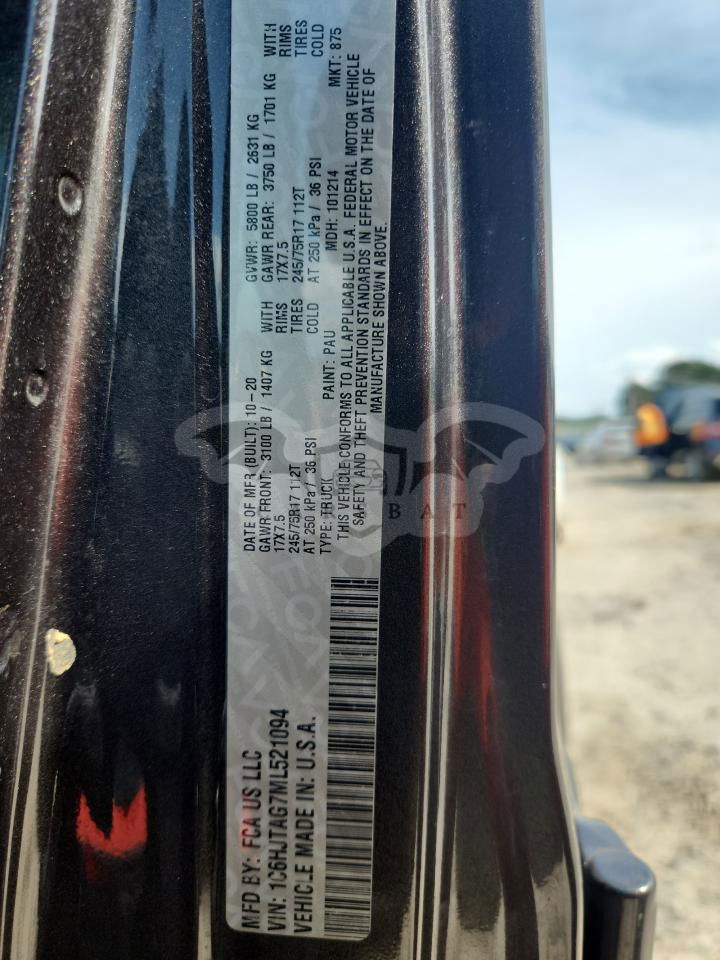 MFD BY: FCA US LLC
DATE OF MFR (BUILT): 10-20 GVWR: 5800 LB / 2631 KG
GAWR FRONT: 3100 LB / 1407 KG WITH GAWR REAR: 3750 LB / 1701 KG WITH
17X7.5 RIMS 17X7.5 RIMS
245/75R17 112T TIRES 245/75R17 112T TIRES
AT 250 kPa / 36 PSI COLD AT 250 kPa / 36 PSI COLD
VIN: 1C6HJTAG7ML521094
TYPE: TRUCK PAINT: PAU MDH: 101214 MKT: 875
VEHICLE MADE IN: U.S.A.
THIS VEHICLE CONFORMS TO ALL APPLICABLE U.S.A. FEDERAL MOTOR VEHICLE
SAFETY AND THEFT PREVENTION STANDARDS IN EFFECT ON THE DATE OF
MANUFACTURE SHOWN ABOVE.